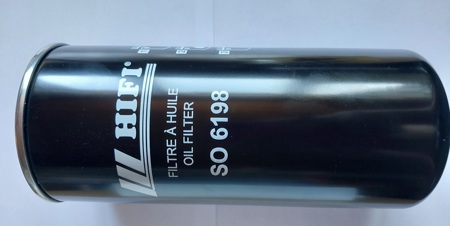 HIFI
FILTRE À HUILE
OIL FILTER
SO 6198